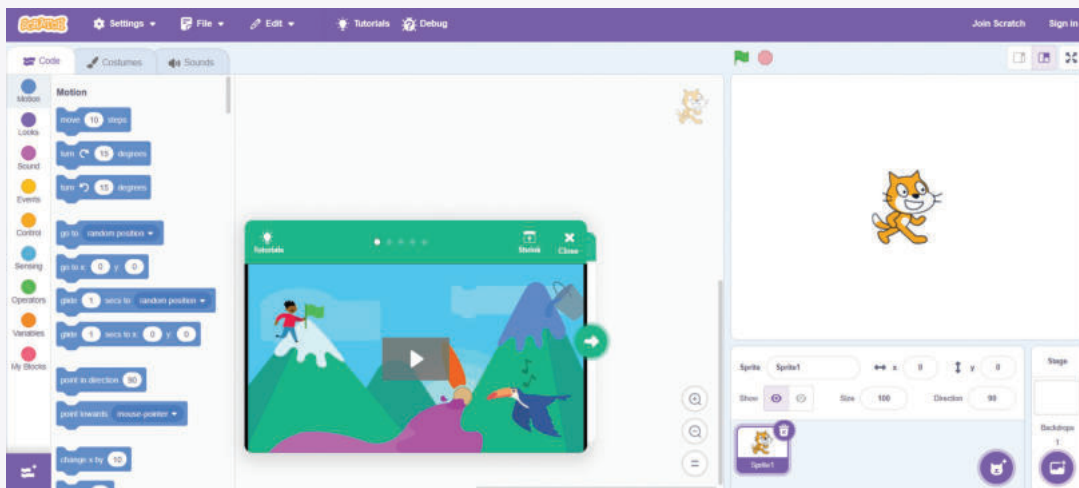 SCRATCH Settings File Edit Tutorials Debug Join Scratch Sign in
Code Costumes Sounds
Motion
Looks
Sound
Events
Control
Sensing
Operators
Variables
My Blocks
Motion
move 10 steps
turn 15 degrees
turn 15 degrees
go to random position
go to x: 0 y: 0
glide 1 secs to random position
glide 1 secs to x: 0 y: 0
point in direction 90
point towards mouse-pointer
change x by 10
Tutorials Shrink Close
Sprite Sprite1 x 0 y 0
Show Size 100 Direction 90
Sprite1
Stage
Backdrops
1